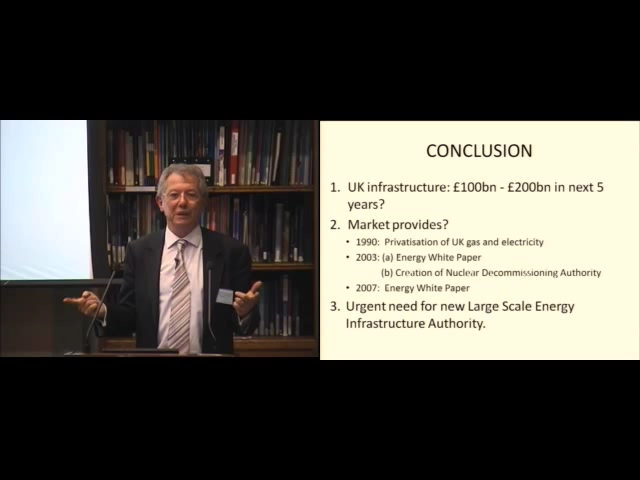 CONCLUSION
1. UK infrastructure: £100bn - £200bn in next 5
years?
2. Market provides?
• 1990: Privatisation of UK gas and electricity
• 2003: (a) Energy White Paper
(b) Creation of Nuclear Decommissioning Authority
• 2007: Energy White Paper
3. Urgent need for new Large Scale Energy
Infrastructure Authority.